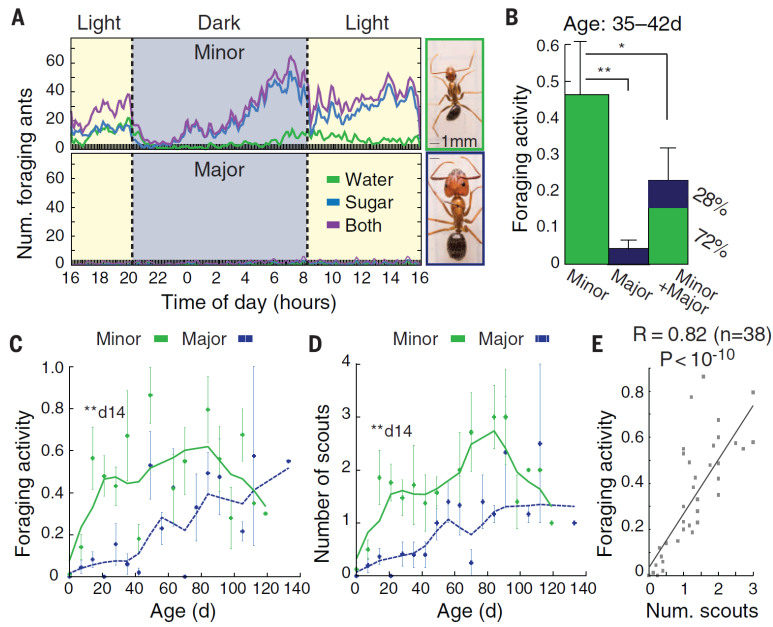 A
Light
Dark
Light
Num. foraging ants
Minor
60
40
20
0
1mm
Major
60
40
20
0
Water
Sugar
Both
16 18 20 22 0 2 4 6 8 10 12 14 16
Time of day (hours)
B
Age: 35–42d
Foraging activity
0.6
0.4
0.3
0.2
0.1
0
*
**
28%
72%
Minor
Major
Minor
+Major
C
Minor
Major
Foraging activity
1.0
0.8
0.6
0.4
0.2
0
**d14
0 20 40 60 80 100 120 140
Age (d)
D
Minor
Major
Number of scouts
4
3
2
1
0
**d14
0 20 40 60 80 100 120 140
Age (d)
E
R = 0.82 (n=38)
P < 10-10
Foraging activity
0.8
0.6
0.4
0.2
0
0 1 2 3
Num. scouts